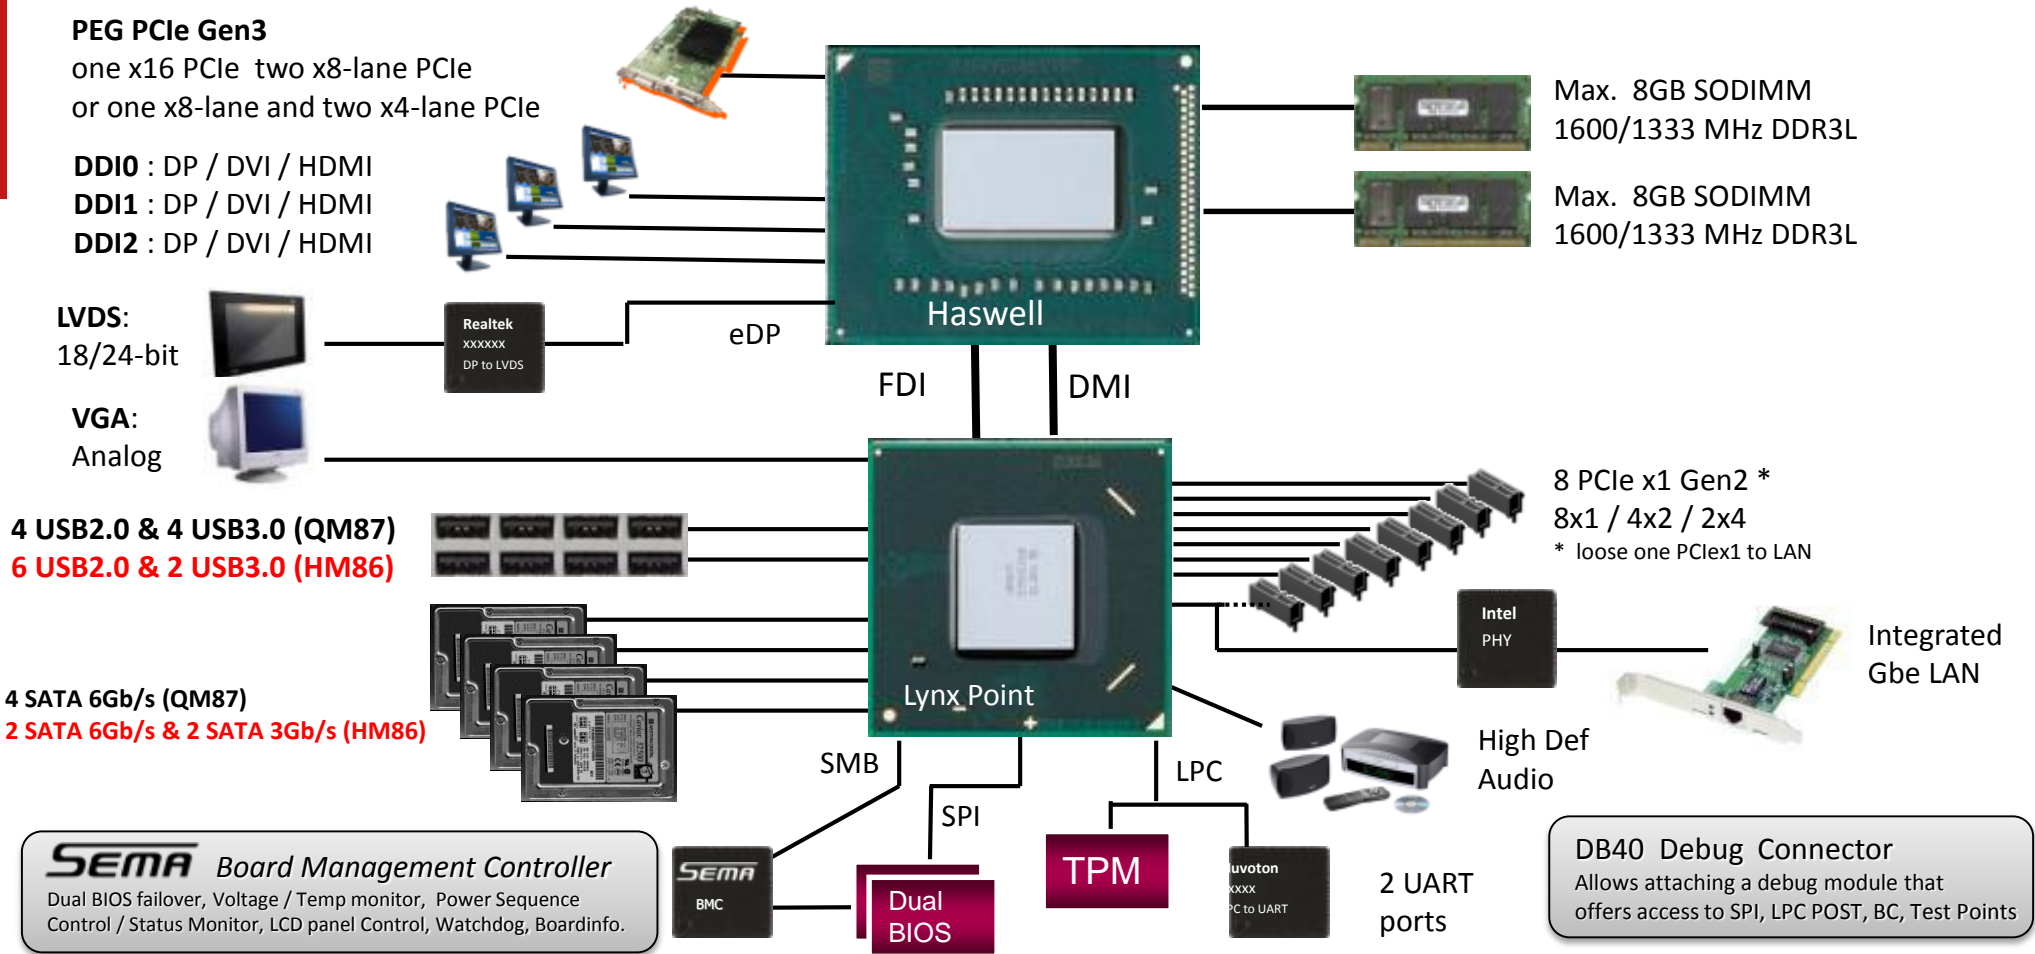 PEG PCIe Gen3
one x16 PCIe two x8-lane PCIe
or one x8-lane and two x4-lane PCIe
DDI0 : DP / DVI / HDMI
DDI1 : DP / DVI / HDMI
DDI2 : DP / DVI / HDMI
LVDS:
18/24-bit
Realtek
xxxxxx
DP to LVDS
eDP
Haswell
Max. 8GB SODIMM
1600/1333 MHz DDR3L
Max. 8GB SODIMM
1600/1333 MHz DDR3L
FDI
DMI
VGA:
Analog
4 USB2.0 & 4 USB3.0 (QM87)
6 USB2.0 & 2 USB3.0 (HM86)
8 PCIe x1 Gen2 *
8x1 / 4x2 / 2x4
* loose one PCIex1 to LAN
Intel
PHY
Integrated
Gbe LAN
4 SATA 6Gb/s (QM87)
2 SATA 6Gb/s & 2 SATA 3Gb/s (HM86)
Lynx Point
High Def
Audio
SMB
SPI
LPC
SEMA Board Management Controller
Dual BIOS failover, Voltage / Temp monitor, Power Sequence
Control / Status Monitor, LCD panel Control, Watchdog, Boardinfo.
SEMA
BMC
Dual
BIOS
TPM
uvoton
xxxx
PC to UART
2 UART
ports
DB40 Debug Connector
Allows attaching a debug module that
offers access to SPI, LPC POST, BC, Test Points